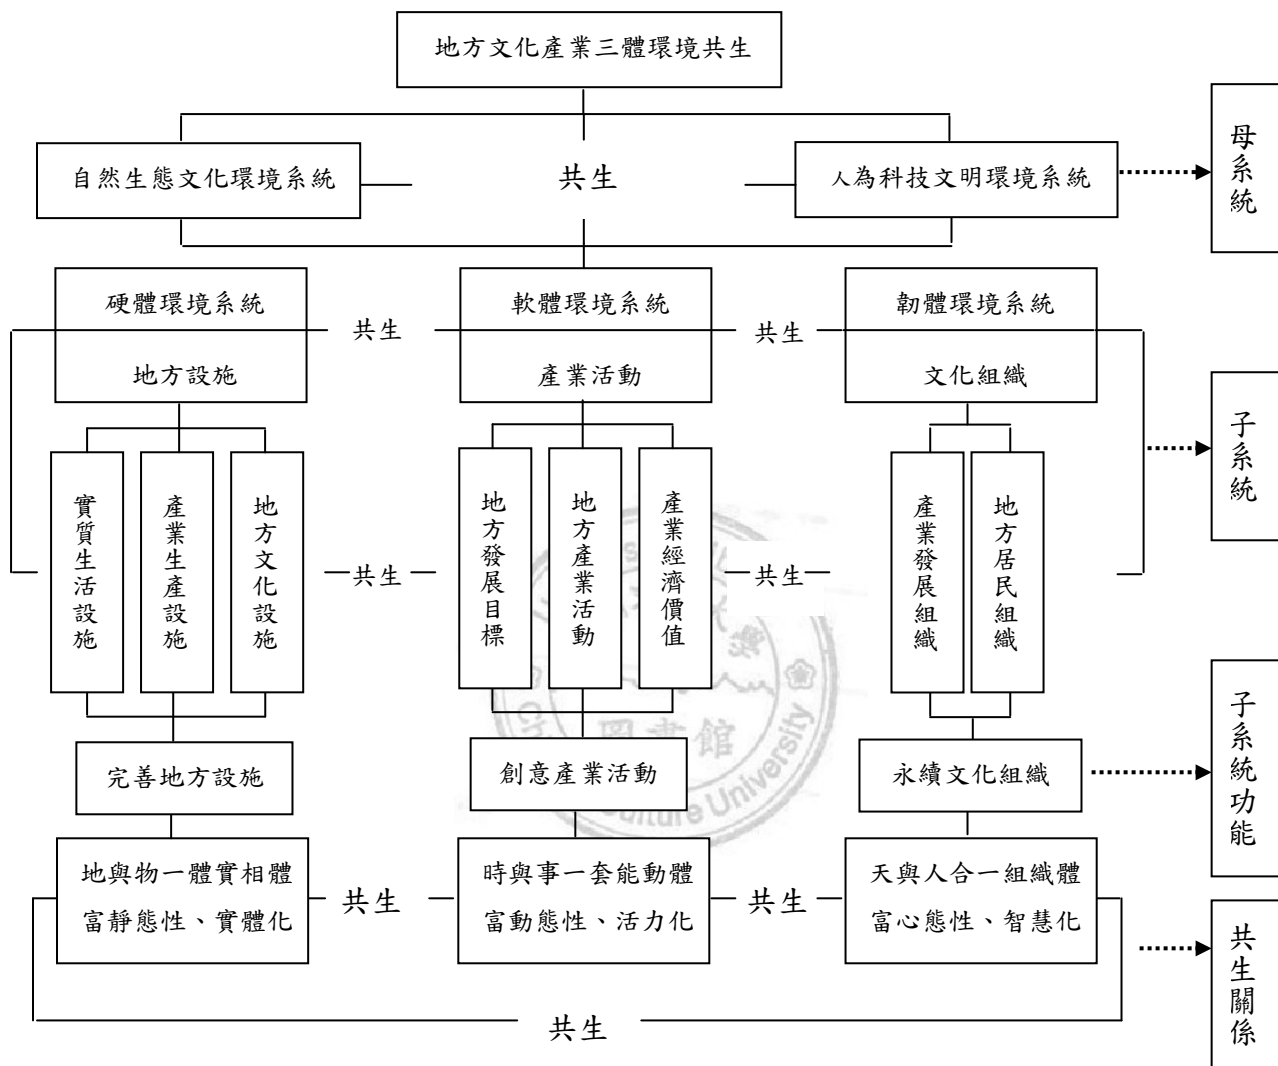 地方文化產業三體環境共生
自然生態文化環境系統
共生
人為科技文明環境系統
母系統
硬體環境系統
地方設施
共生
軟體環境系統
產業活動
共生
韌體環境系統
文化組織
子系統
實質生活設施
產業生產設施
地方文化設施
共生
地方發展目標
地方產業活動
產業經濟價值
共生
產業發展組織
地方居民組織
完善地方設施
創意產業活動
永續文化組織
子系統功能
圖書館
Culture University
地與物一體實相體
富靜態性、實體化
共生
時與事一套能動體
富動態性、活力化
共生
天與人合一組織體
富心態性、智慧化
共生關係
共生